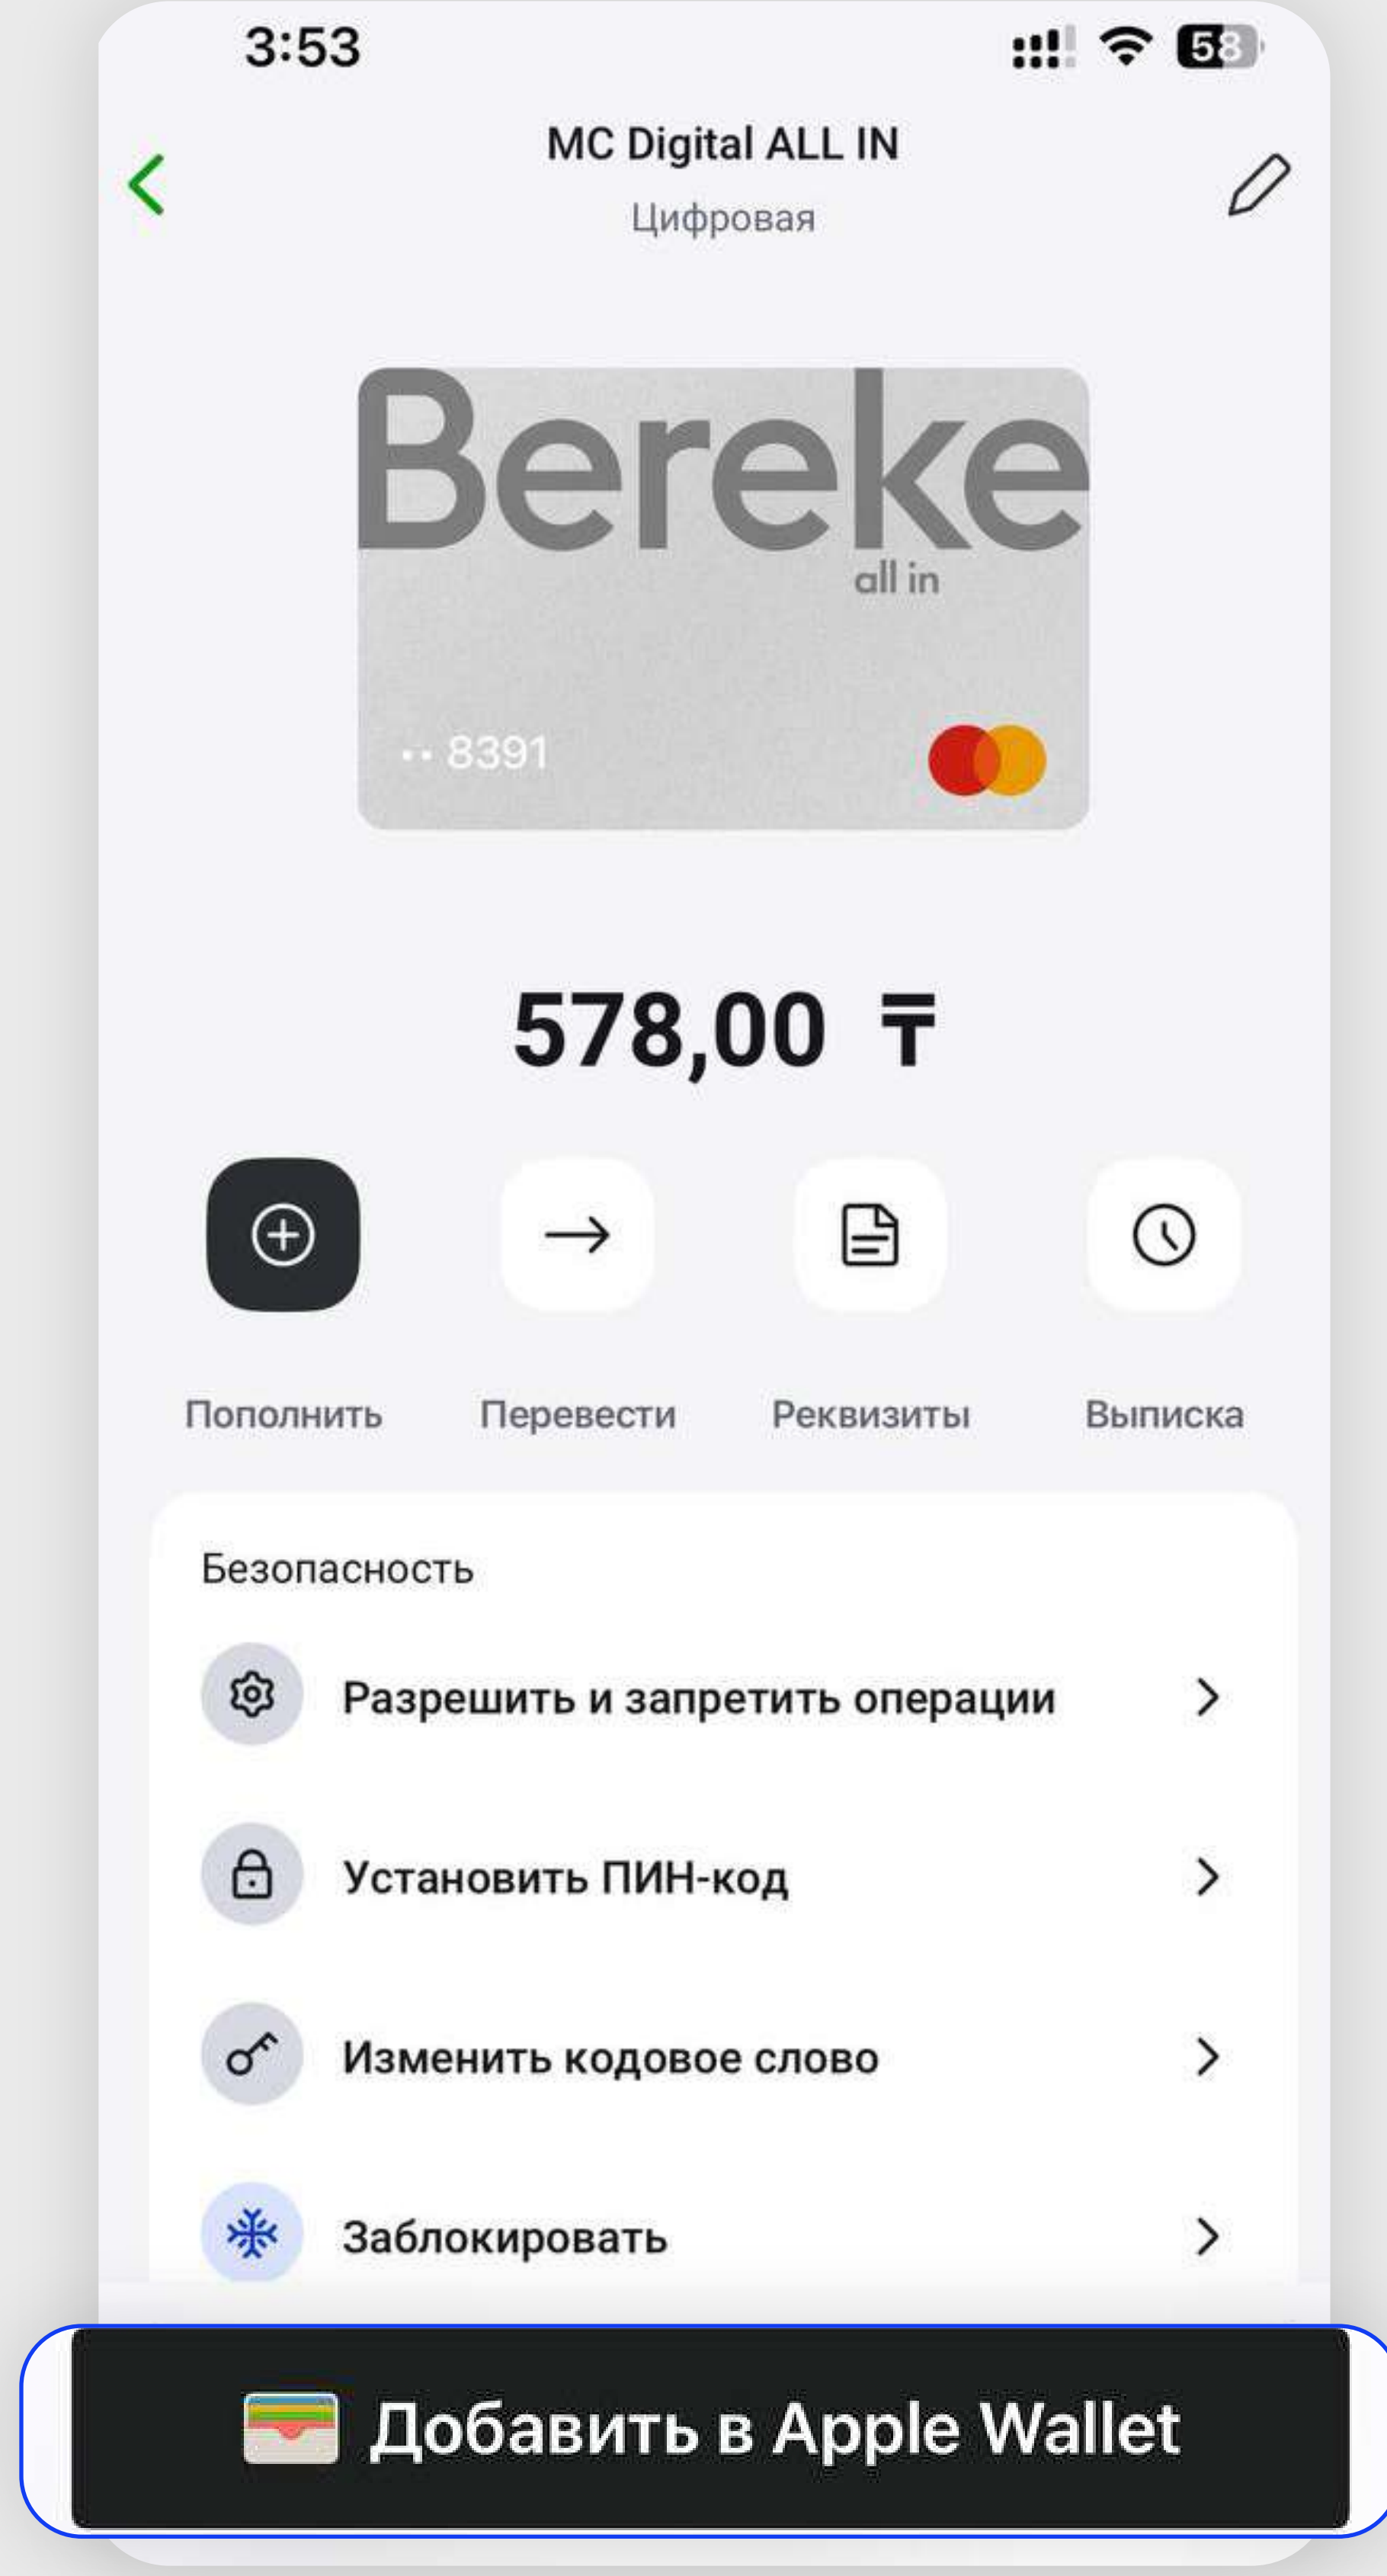 3:53
58
MC Digital ALL IN
Цифровая
Bereke
all in
·· 8391
578,00 ₸
Пополнить Перевести Реквизиты Выписка
Безопасность
Разрешить и запретить операции
Установить ПИН-код
Изменить кодовое слово
Заблокировать
Добавить в Apple Wallet